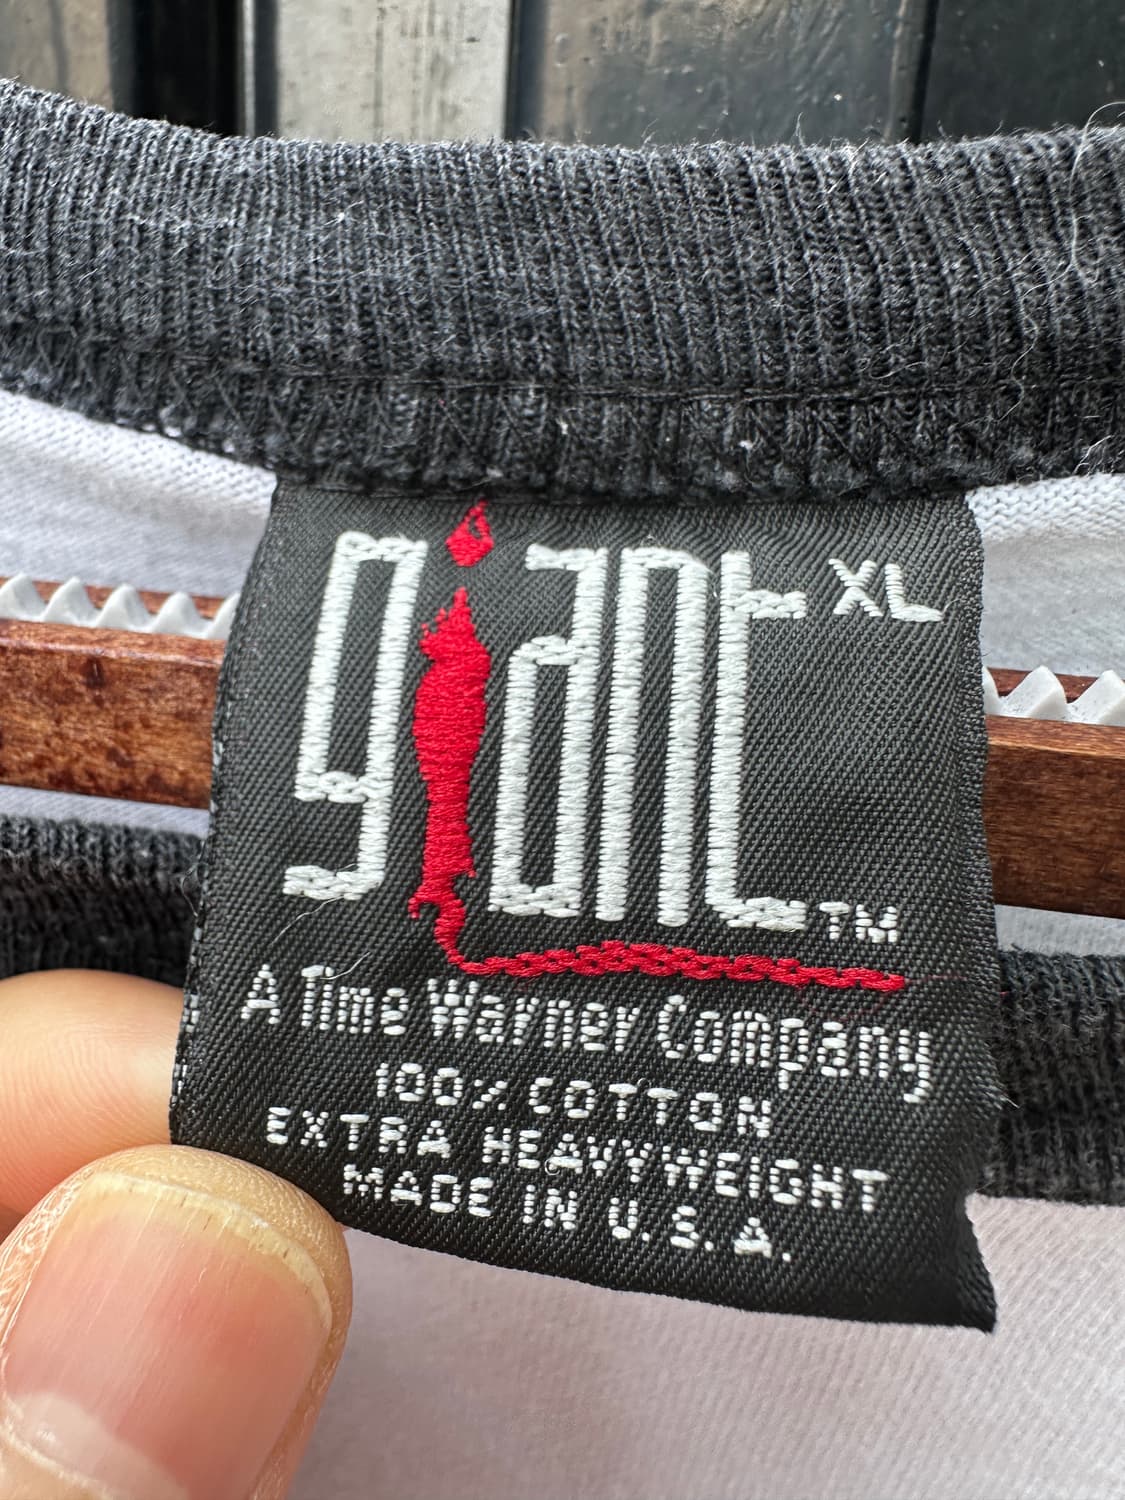 giant XL
TM
A Time Warner Company
100% COTTON
EXTRA HEAVYWEIGHT
MADE IN U.S.A.